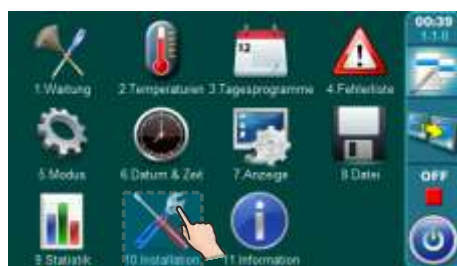 00:39
1-1-0
1.Wartung 2.Temperaturen 3.Tagesprogramme 4.Fehlerliste
12
5.Modus 6.Datum & Zeit 7.Anzeige 8.Datei
OFF
9.Statistik 10.Installation 11.Information